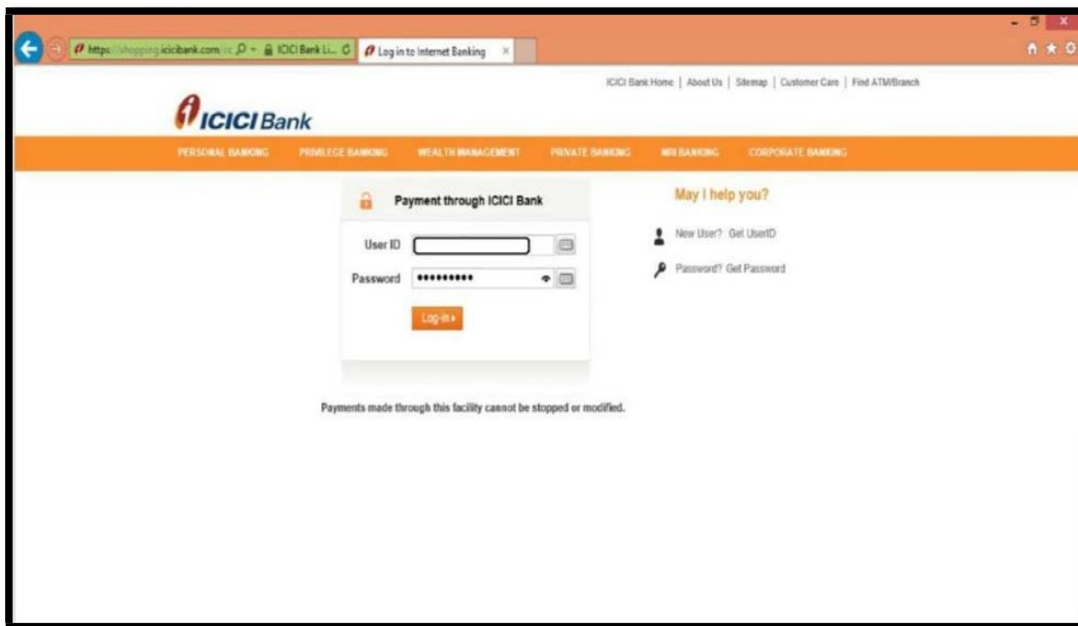 https://shopping.icicibank.com
ICICI Bank Li...
Log in to Internet Banking
ICICI Bank Home | About Us | Sitemap | Customer Care | Find ATM/Branch
ICICI Bank
PERSONAL BANKING PRIVILEGE BANKING WEALTH MANAGEMENT PRIVATE BANKING NRI BANKING CORPORATE BANKING
Payment through ICICI Bank
User ID
Password •••••••••
Log-in
May I help you?
New User? Get UserID
Password? Get Password
Payments made through this facility cannot be stopped or modified.